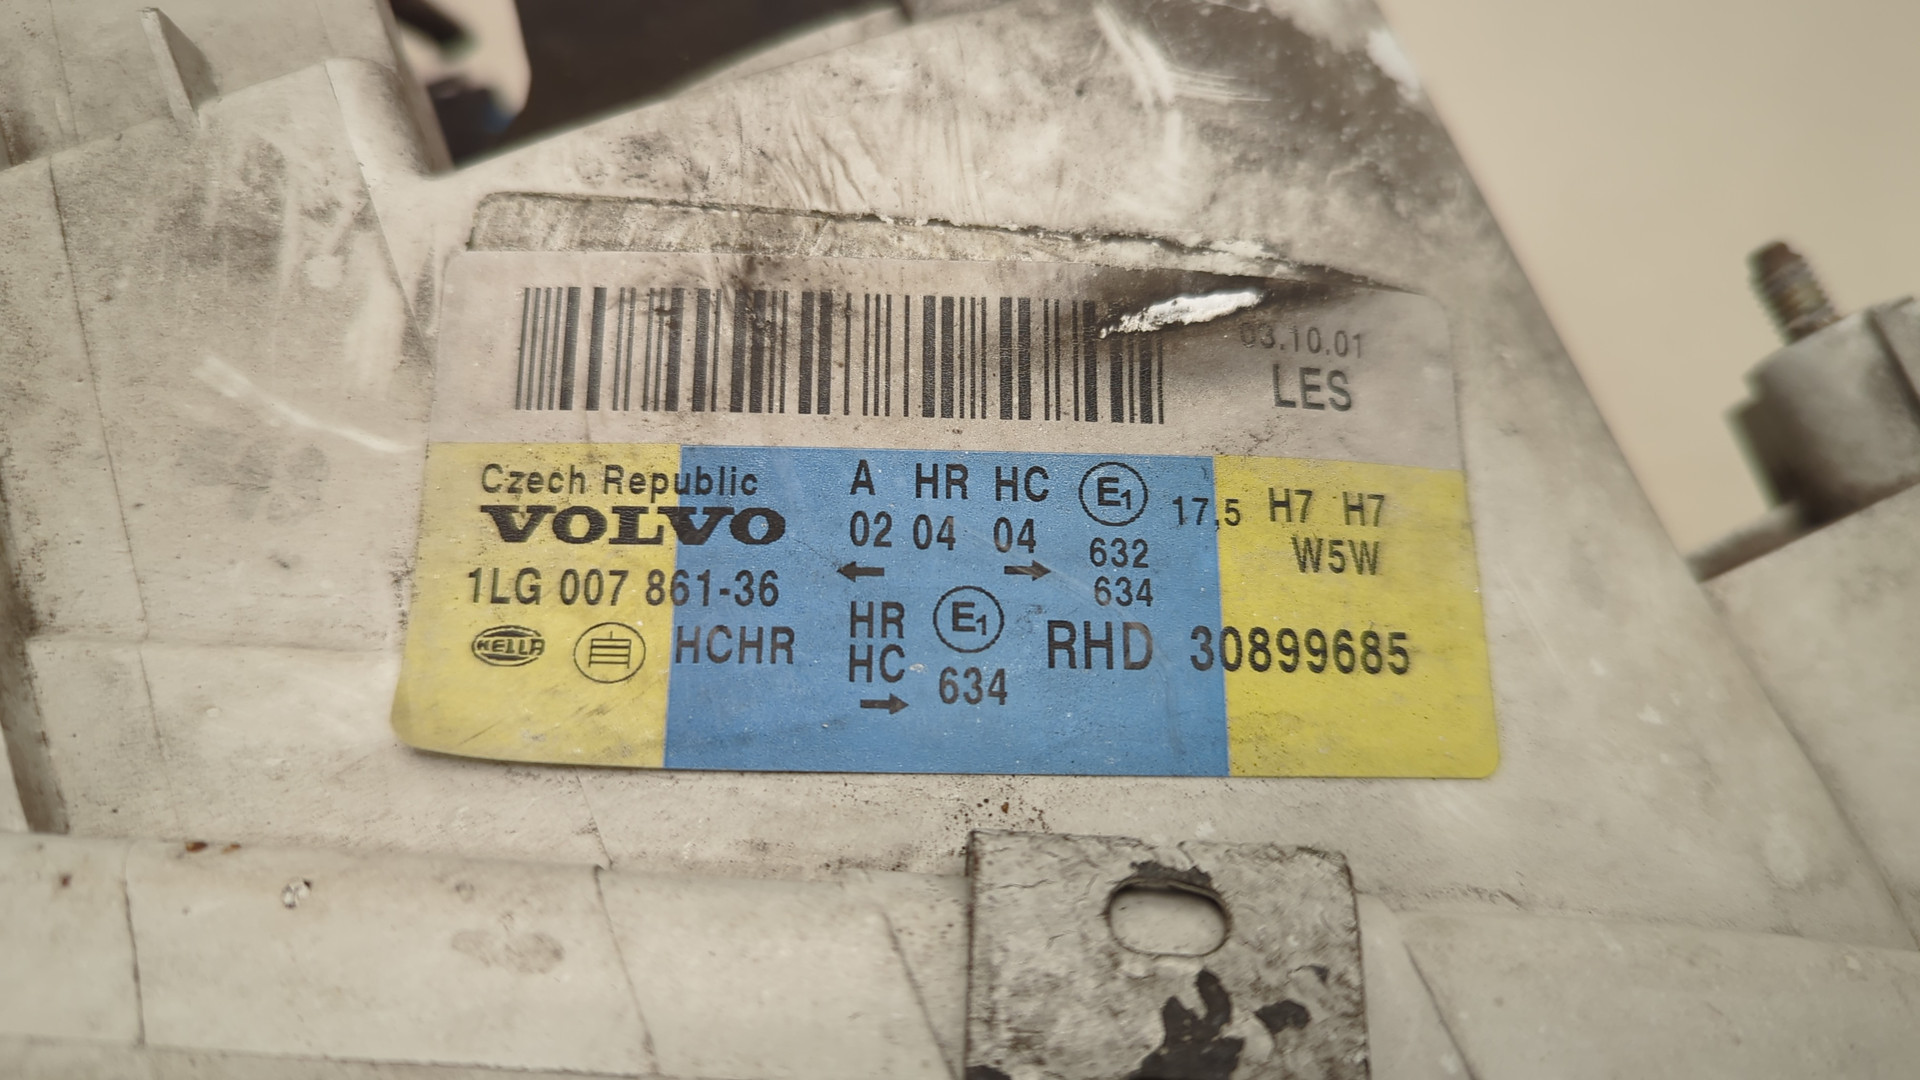 03.10.01
LES
Czech Republic
VOLVO
1LG 007 861-36
HELLA HCHR
A HR HC E1 17,5 H7 H7
02 04 04 632 W5W
← → 634
HR E1 RHD 30899685
HC 634
→